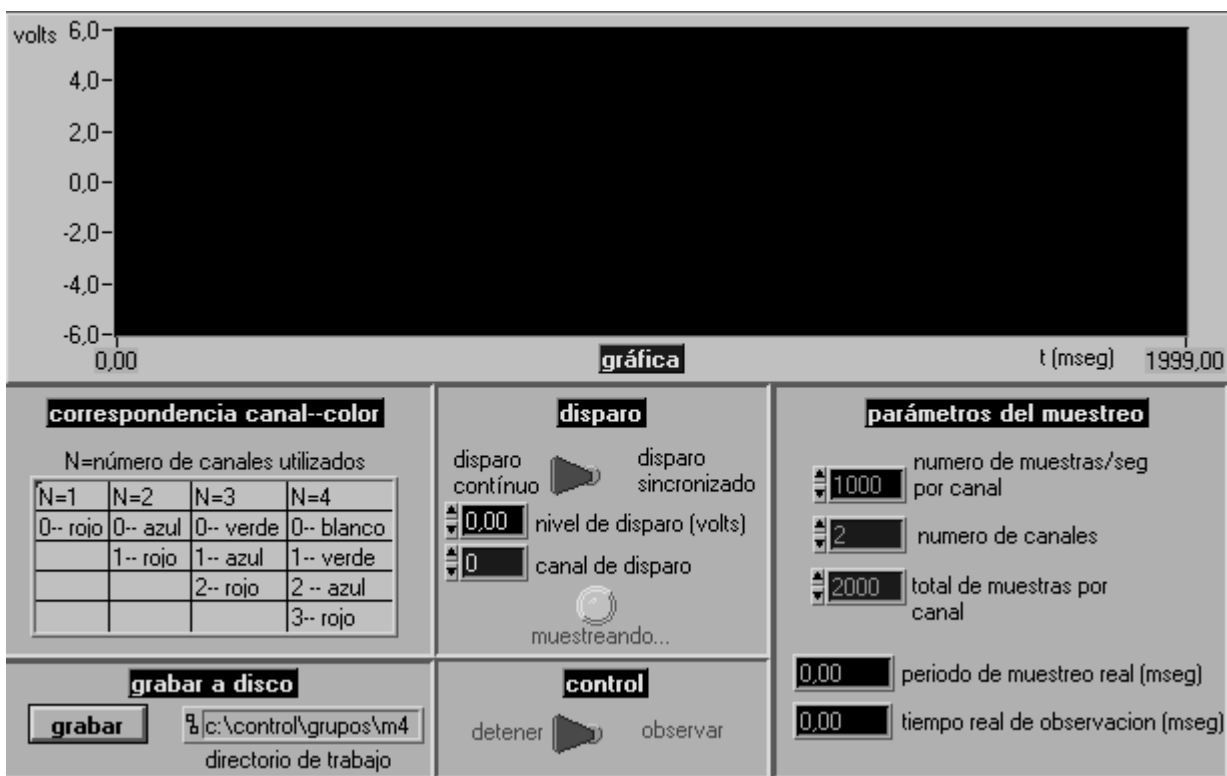 volts 6,0
4,0
2,0
0,0
-2,0
-4,0
-6,0
0,00
gráfica
t (mseg)
1999,00
correspondencia canal--color
N=número de canales utilizados
N=1 N=2 N=3 N=4
0-- rojo 0-- azul 0-- verde 0-- blanco
1-- rojo 1-- azul 1-- verde
2-- rojo 2 -- azul
3-- rojo
disparo
disparo
contínuo
disparo
sincronizado
0,00 nivel de disparo (volts)
0 canal de disparo
muestreando...
parámetros del muestreo
1000 numero de muestras/seg
por canal
2 numero de canales
2000 total de muestras por
canal
0,00 periodo de muestreo real (mseg)
0,00 tiempo real de observacion (mseg)
grabar a disco
grabar c:\control\grupos\m4
directorio de trabajo
control
detener observar